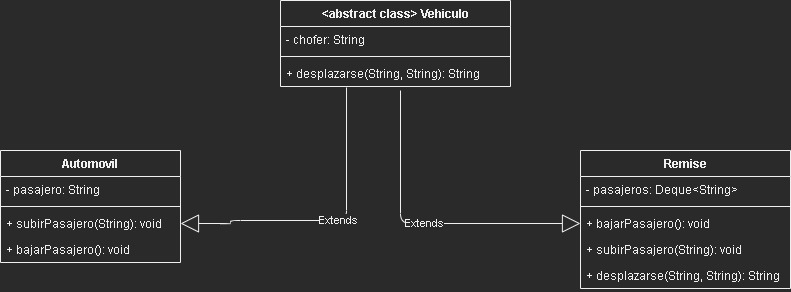 <abstract class> Vehiculo
- chofer: String
+ desplazarse(String, String): String
Automovil
- pasajero: String
+ subirPasajero(String): void
+ bajarPasajero(): void
Extends
Extends
Remise
- pasajeros: Deque<String>
+ bajarPasajero(): void
+ subirPasajero(String): void
+ desplazarse(String, String): String